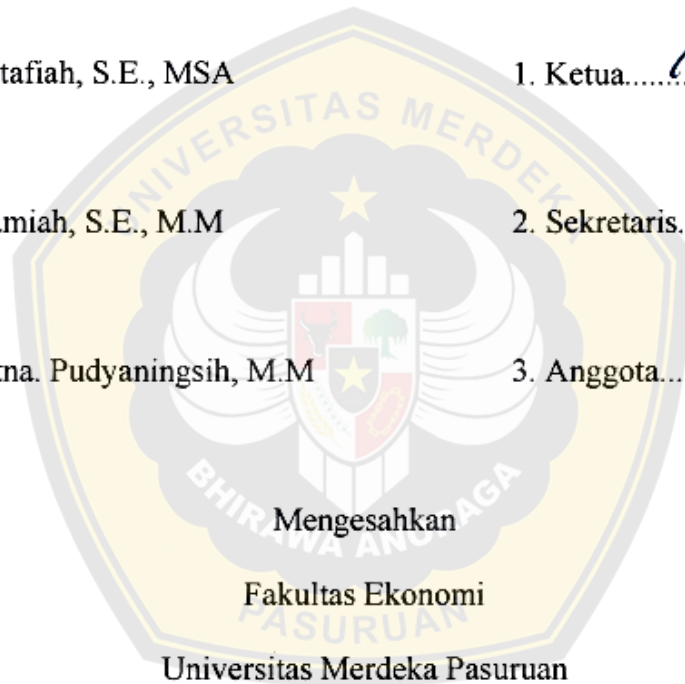 tafiah, S.E., MSA 1. Ketua........
miah, S.E., M.M 2. Sekretaris.
tna. Pudyaningsih, M.M 3. Anggota...
Mengesahkan
Fakultas Ekonomi
Universitas Merdeka Pasuruan
UNIVERSITAS MERDEKA
BHIRAWA ANORAGA
PASURUAN